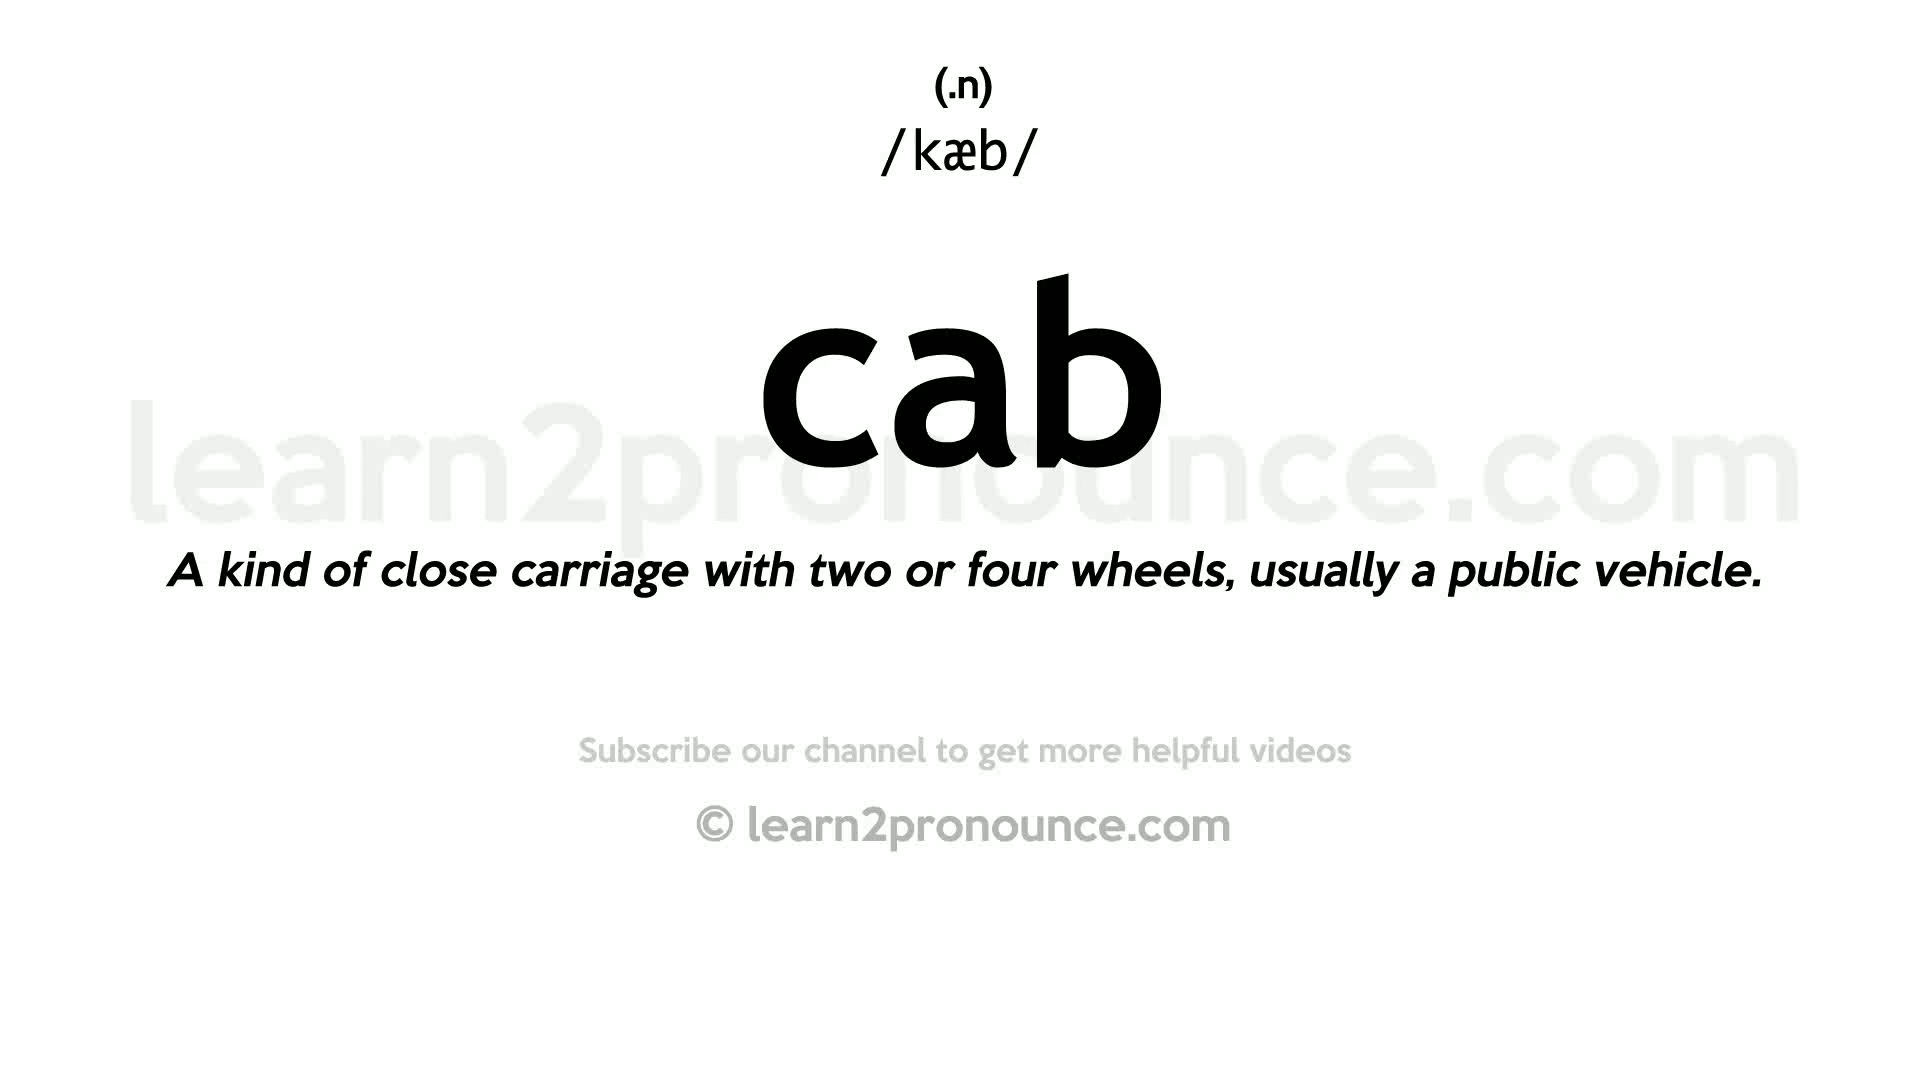 (.n)
/kæb/
cab
learn2pronounce.com
A kind of close carriage with two or four wheels, usually a public vehicle.
Subscribe our channel to get more helpful videos
© learn2pronounce.com